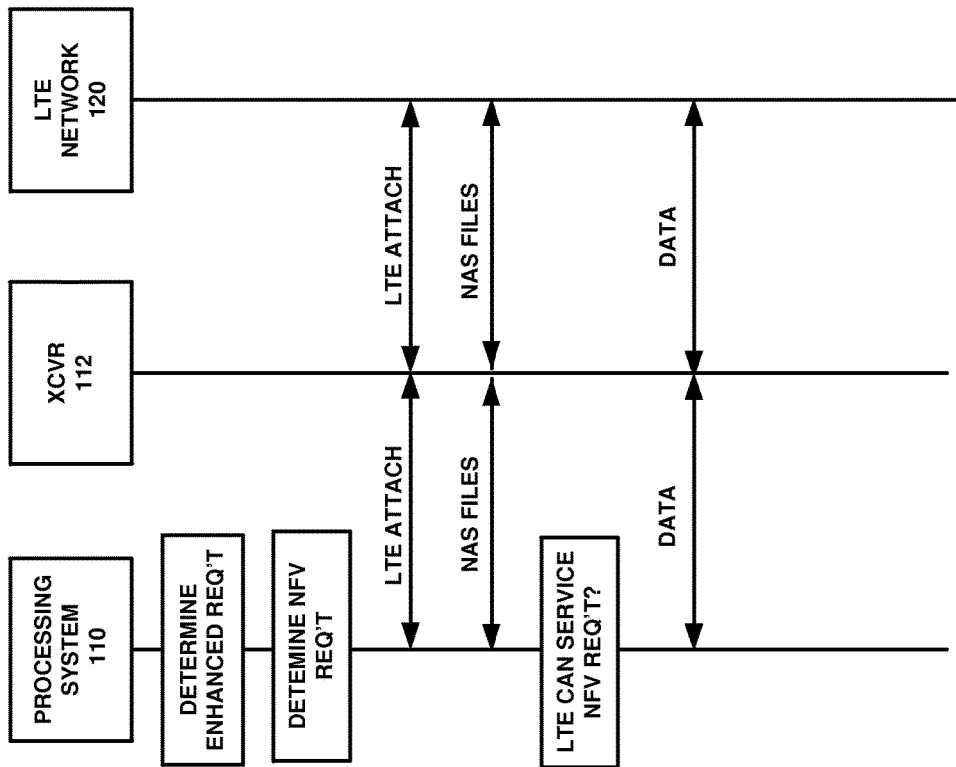 PROCESSING
SYSTEM
110
XCVR
112
LTE
NETWORK
120
DETERMINE
ENHANCED REQ'T
DETEMINE NFV
REQ'T
LTE ATTACH
LTE ATTACH
NAS FILES
NAS FILES
LTE CAN SERVICE
NFV REQ'T?
DATA
DATA